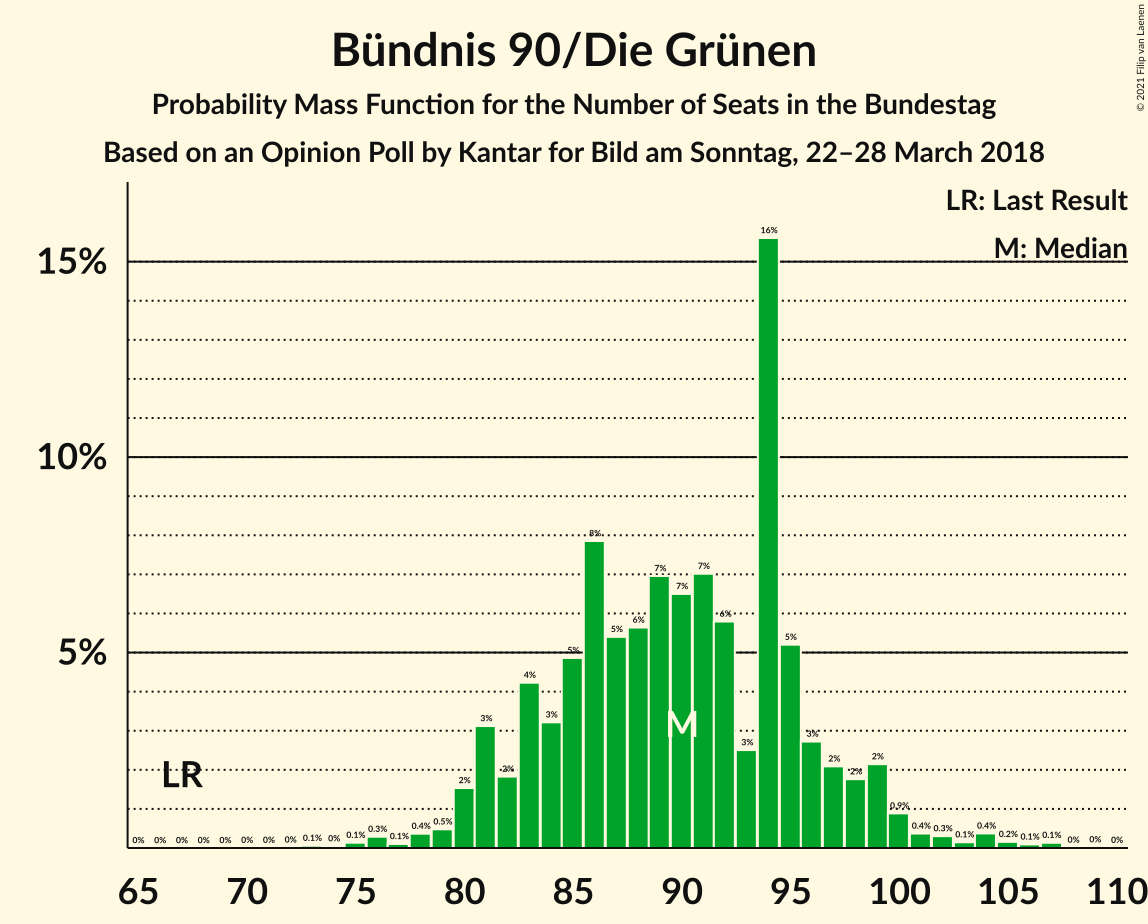 Bündnis 90/Die Grünen
Probability Mass Function for the Number of Seats in the Bundestag
Based on an Opinion Poll by Kantar for Bild am Sonntag, 22–28 March 2018
© 2021 Filip van Laenen
LR: Last Result
M: Median
15%
10%
5%
LR
M
0% 0% 0% 0% 0% 0% 0% 0% 0.1% 0% 0.1% 0.3% 0.1% 0.4% 0.5% 2% 3% 2% 4% 3% 5% 8% 5% 6% 7% 7% 7% 6% 3% 16% 5% 3% 2% 2% 2% 0.9% 0.4% 0.3% 0.1% 0.4% 0.2% 0.1% 0.1% 0% 0% 0%
65 70 75 80 85 90 95 100 105 110